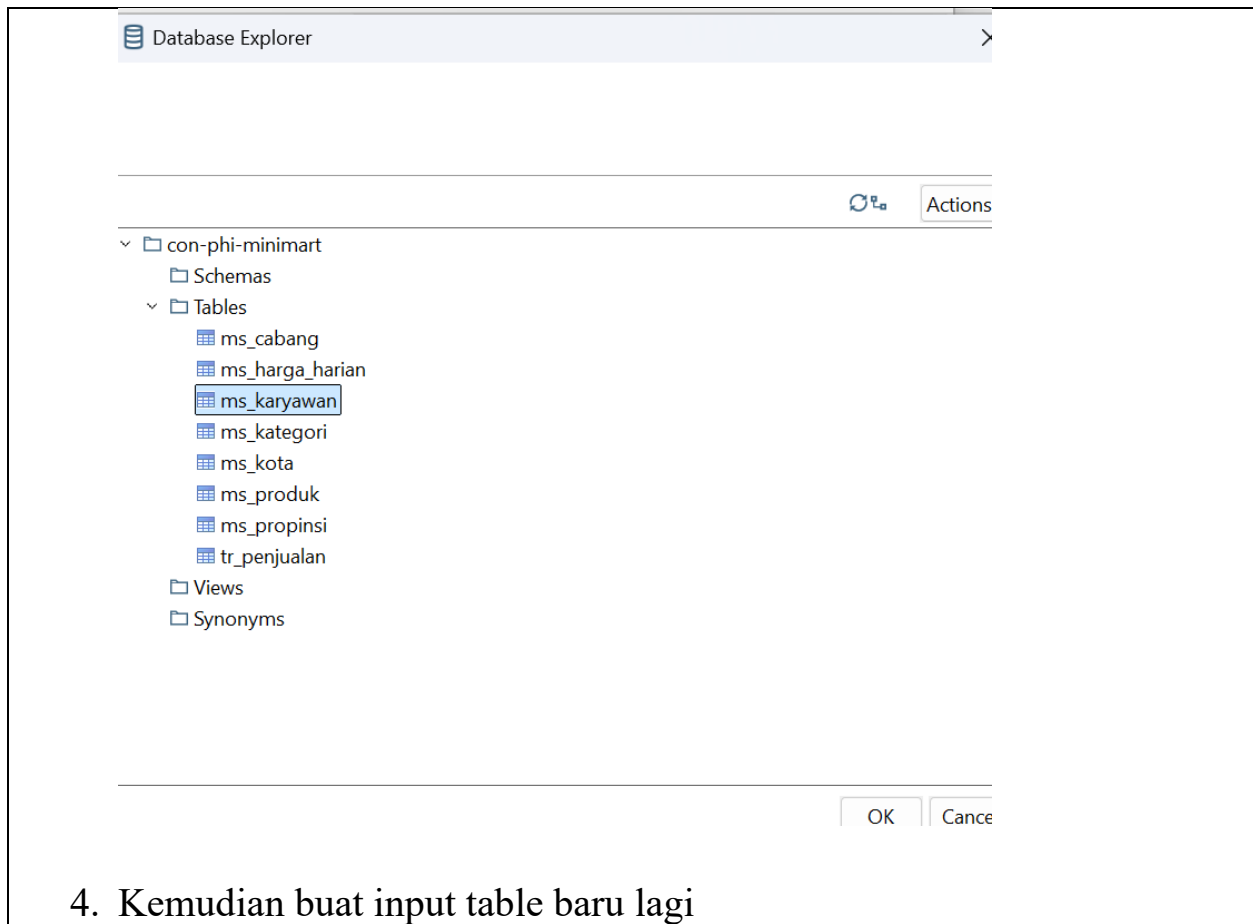 Database Explorer
Actions
con-phi-minimart
Schemas
Tables
ms_cabang
ms_harga_harian
ms_karyawan
ms_kategori
ms_kota
ms_produk
ms_propinsi
tr_penjualan
Views
Synonyms
OK Cance
4. Kemudian buat input table baru lagi